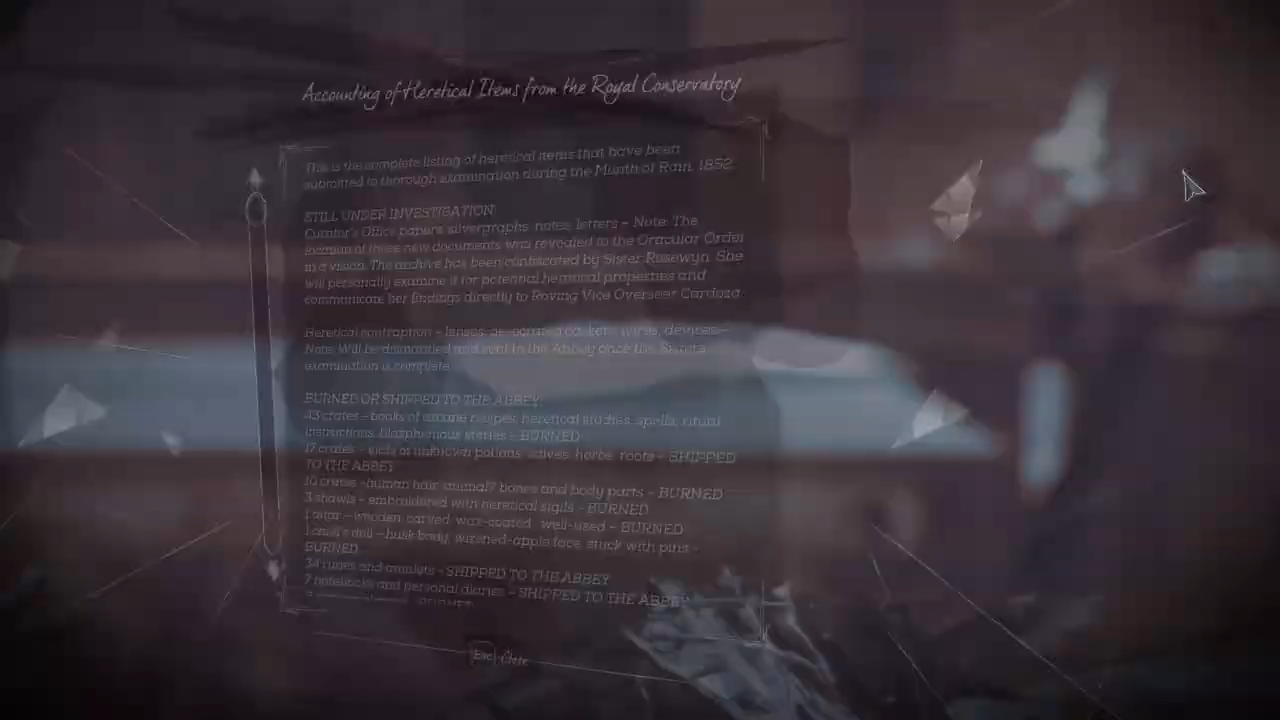 Accounting of Heretical Items from the Royal Conservatory
This is the complete listing of heretical items that have been
submitted to thorough examination during the Month of Rain, 1852.
STILL UNDER INVESTIGATION:
Curator's Office papers: silvergraphs, notes, letters – Note: The
location of these new documents was revealed to the Oracular Order
in a vision. The archive has been confiscated by Sister Rosewyn. She
will personally examine it for potential heretical properties and
communicate her findings directly to Roving Vice Overseer Cardoza.
Heretical contraption – lenses, wires, devices –
Note: Will be dismantled and sent to the Abbey once the Sisters'
examination is complete.
BURNED OR SHIPPED TO THE ABBEY:
43 crates – books of arcane recipes, heretical studies, spells, ritual
instructions, blasphemous stories – BURNED
17 crates – vials of unknown potions, herbs, roots – SHIPPED
TO THE ABBEY
10 crates – human hair, animal? bones and body parts – BURNED
3 shawls – embroidered with heretical sigils – BURNED
1 altar – wooden, carved, wax-coated, well-used – BURNED
1 child's doll – husk body, wizened-apple face, stuck with pins –
BURNED
34 runes and amulets – SHIPPED TO THE ABBEY
7 notebooks and personal diaries – SHIPPED TO THE ABBEY
BURNED
Esc Close